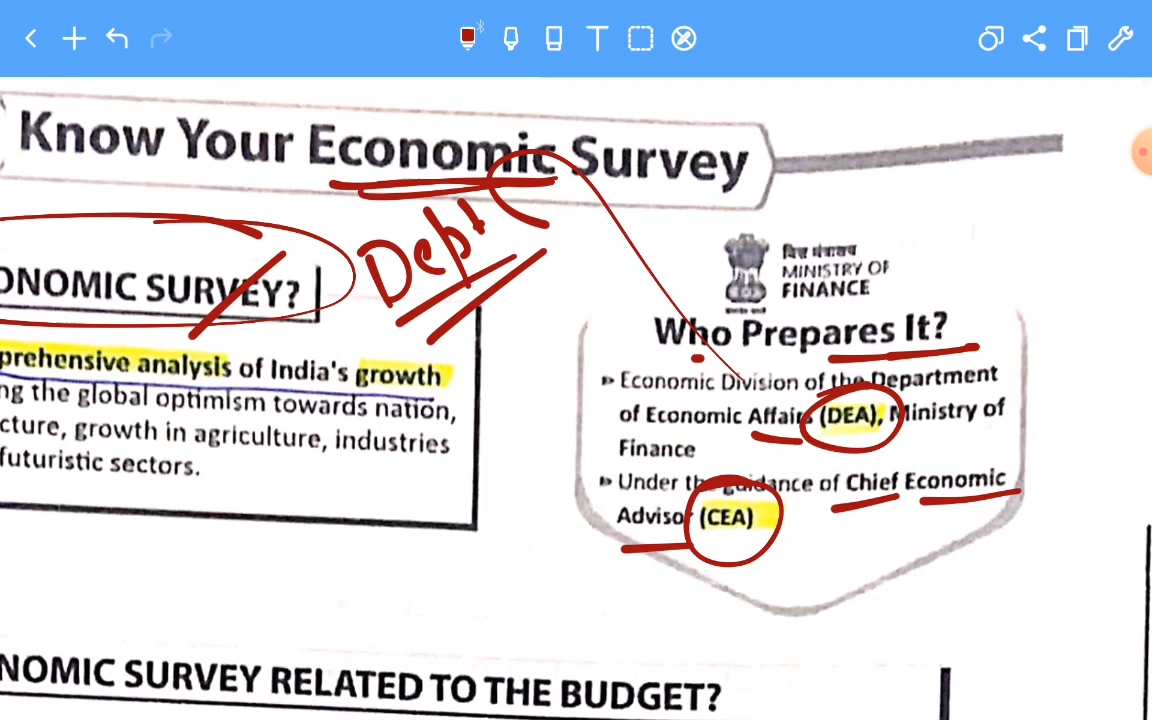 Know Your Economic Survey
Dept
ONOMIC SURVEY?
prehensive analysis of India's growth
ng the global optimism towards nation,
cture, growth in agriculture, industries
futuristic sectors.
वित्त मंत्रालय
MINISTRY OF
FINANCE
Who Prepares It?
Economic Division of the Department
of Economic Affairs (DEA), Ministry of
Finance
Under the guidance of Chief Economic
Advisor (CEA)
NOMIC SURVEY RELATED TO THE BUDGET?